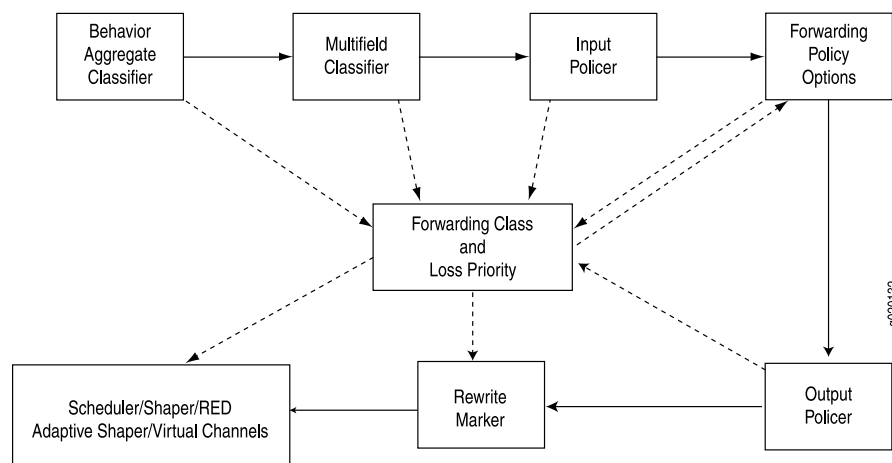 Behavior
Aggregate
Classifier
Multifield
Classifier
Input
Policer
Forwarding
Policy
Options
Forwarding Class
and
Loss Priority
Scheduler/Shaper/RED
Adaptive Shaper/Virtual Channels
Rewrite
Marker
Output
Policer